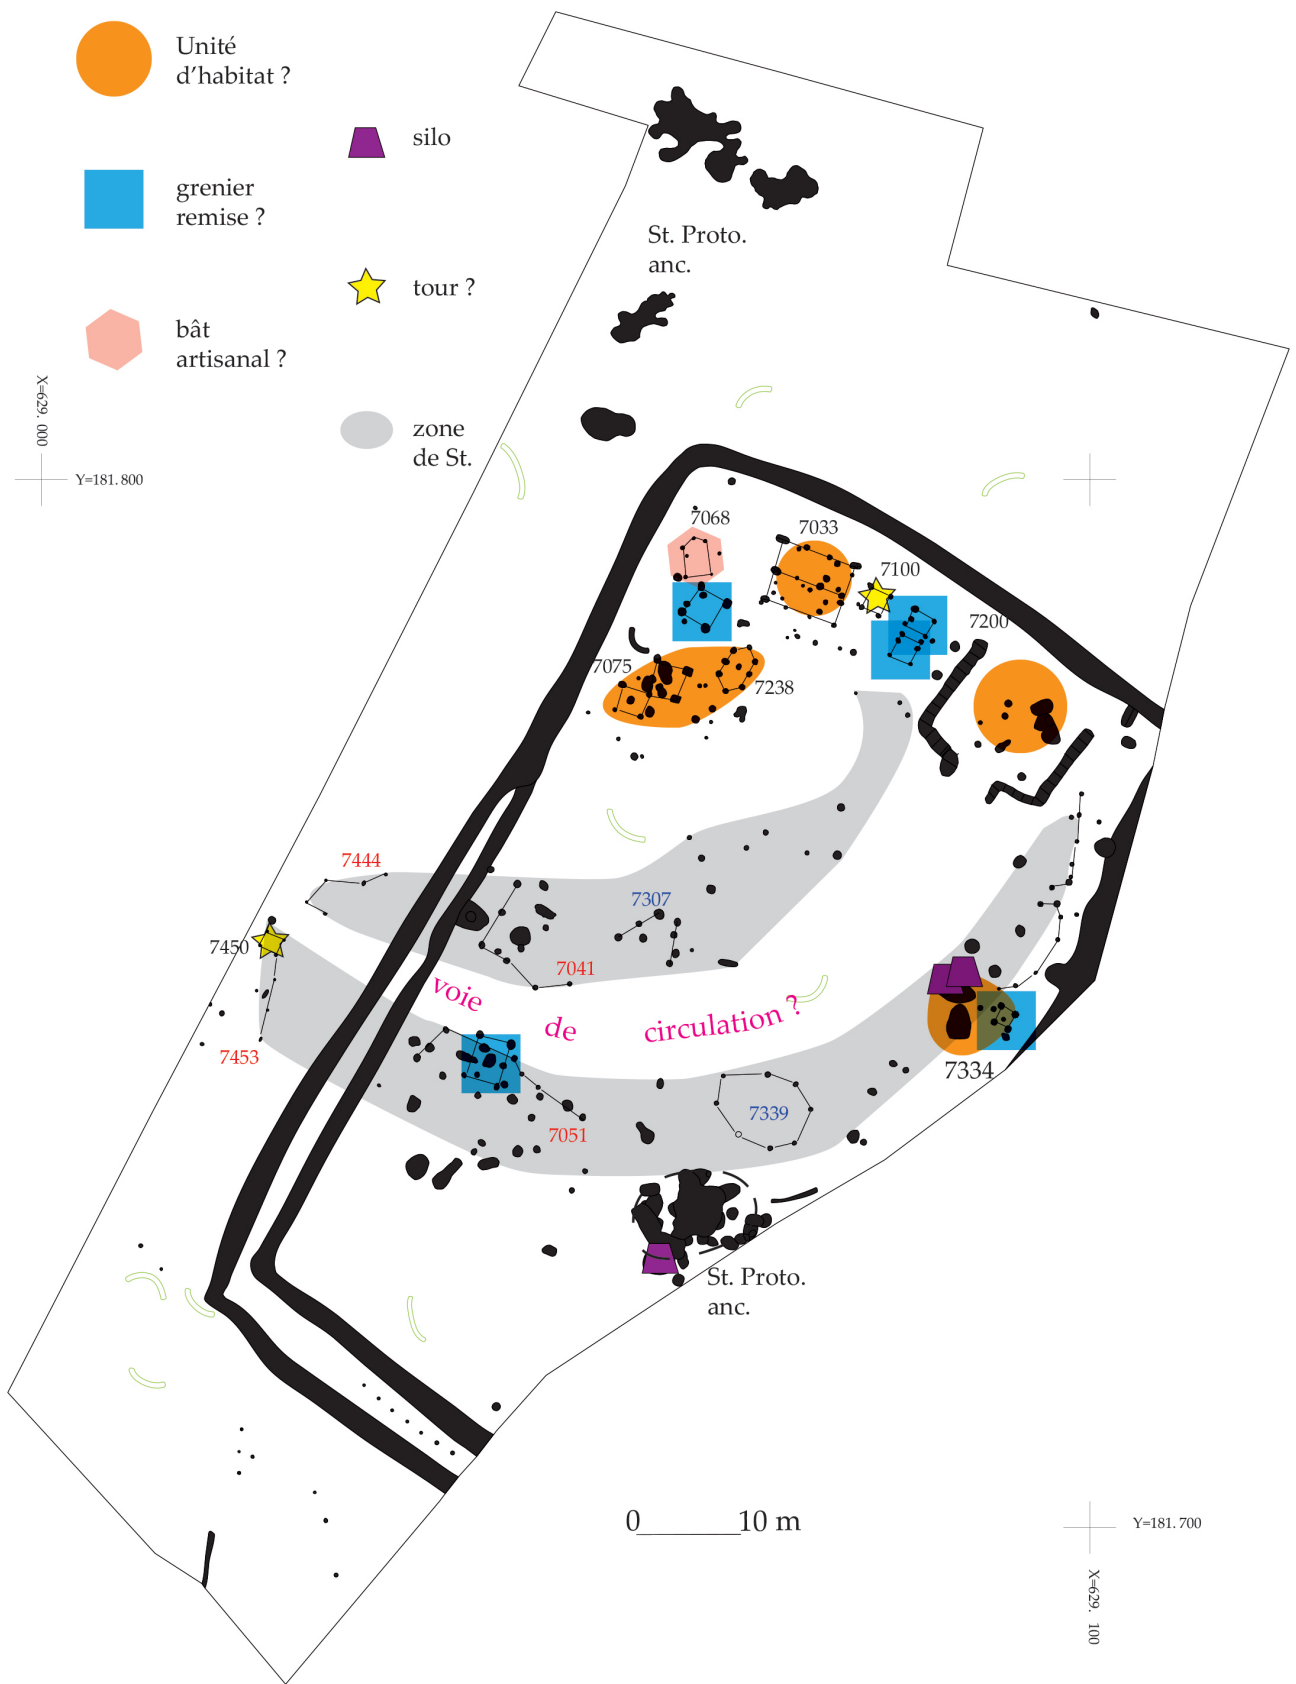 Unité
d'habitat ?
silo
grenier
remise ?
tour ?
bât
artisanal ?
zone
de St.
X=629. 000
Y=181.800
St. Proto.
anc.
7068
7033
7100
7200
7075
7238
7444
7307
7450
7041
voie
de
circulation ?
7453
7334
7339
7051
St. Proto.
anc.
0 10 m
Y=181.700
X=629. 100